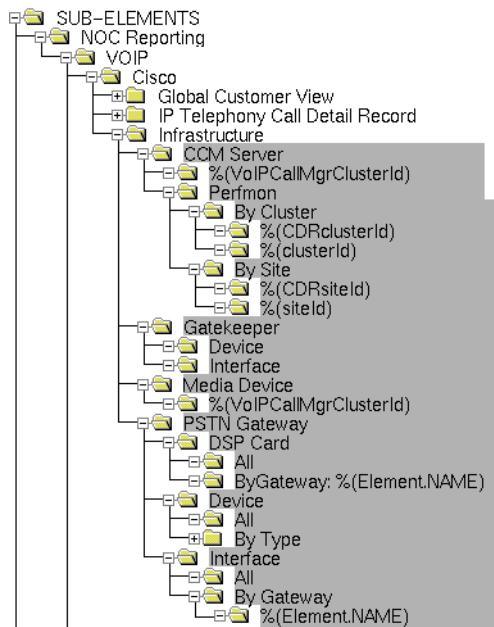 SUB-ELEMENTS
NOC Reporting
VOIP
Cisco
Global Customer View
IP Telephony Call Detail Record
Infrastructure
CCM Server
%(VoIPCallMgrClusterId)
Perfmon
By Cluster
%(CDRclusterId)
%(clusterId)
By Site
%(CDRsiteId)
%(siteId)
Gatekeeper
Device
Interface
Media Device
%(VoIPCallMgrClusterId)
PSTN Gateway
DSP Card
All
ByGateway: %(Element.NAME)
Device
All
By Type
Interface
All
By Gateway
%(Element.NAME)